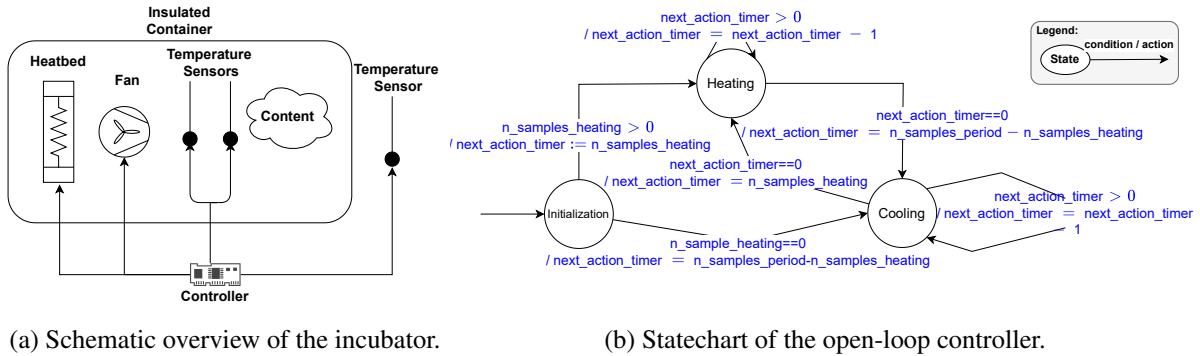 Insulated
Container
Heatbed
Fan
Temperature
Sensors
Content
Temperature
Sensor
Controller
(a) Schematic overview of the incubator.
next_action_timer > 0
/ next_action_timer = next_action_timer − 1
Heating
n_samples_heating > 0
/ next_action_timer := n_samples_heating
next_action_timer==0
/ next_action_timer = n_samples_period − n_samples_heating
next_action_timer==0
/ next_action_timer = n_samples_heating
Initialization
Cooling
next_action_timer > 0
/ next_action_timer = next_action_timer
− 1
n_sample_heating==0
/ next_action_timer = n_samples_period-n_samples_heating
Legend:
State
condition / action
(b) Statechart of the open-loop controller.